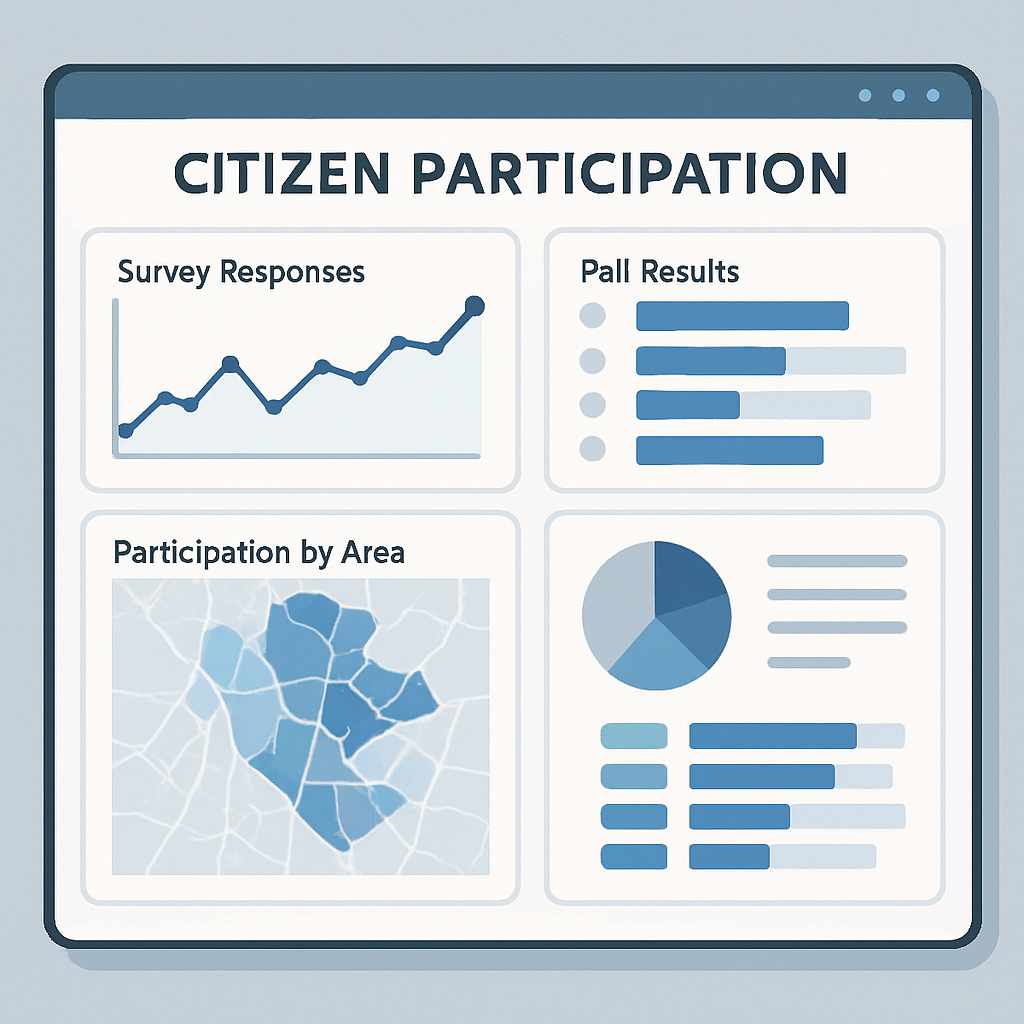 CITIZEN PARTICIPATION
Survey Responses
Pall Results
Participation by Area